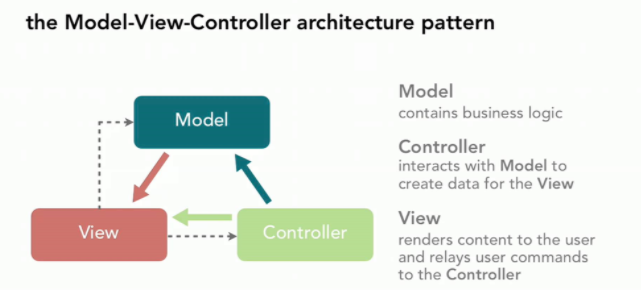 the Model-View-Controller architecture pattern
Model
View
Controller
Model
contains business logic
Controller
interacts with Model to
create data for the View
View
renders content to the user
and relays user commands
to the Controller